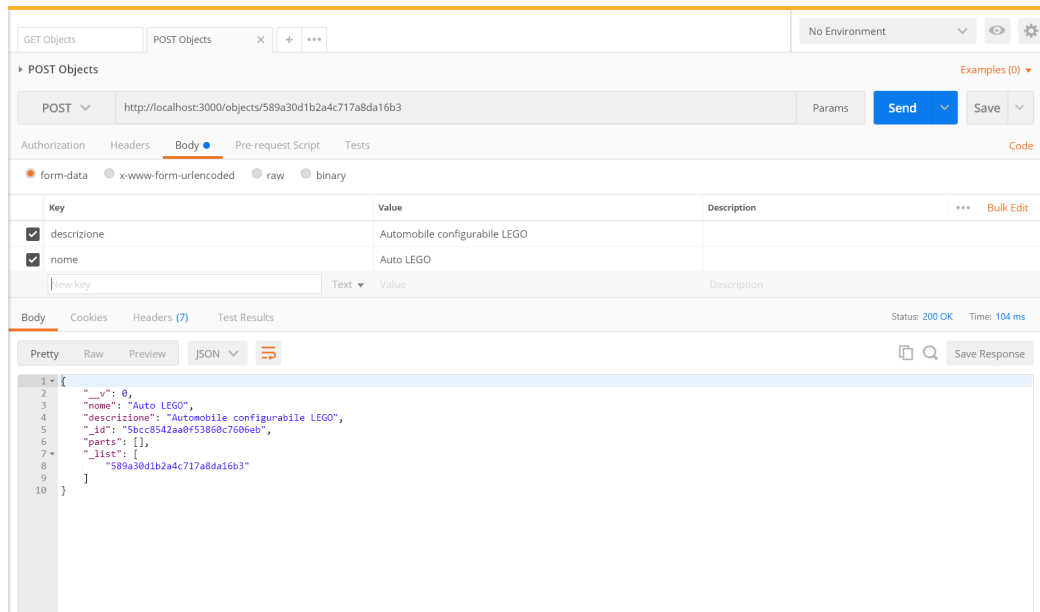 GET Objects POST Objects × + ••• No Environment
POST Objects Examples (0)
POST http://localhost:3000/objects/589a30d1b2a4c717a8da16b3 Params Send Save
Authorization Headers Body Pre-request Script Tests Code
form-data x-www-form-urlencoded raw binary
Key Value Description ••• Bulk Edit
descrizione Automobile configurabile LEGO
nome Auto LEGO
New key Text Value Description
Body Cookies Headers (7) Test Results Status: 200 OK Time: 104 ms
Pretty Raw Preview JSON Save Response
1 {
2 "__v": 0,
3 "nome": "Auto LEGO",
4 "descrizione": "Automobile configurabile LEGO",
5 "_id": "5bcc8542aa0f53860c7606eb",
6 "parts": [],
7 "_list": [
8 "589a30d1b2a4c717a8da16b3"
9 ]
10 }